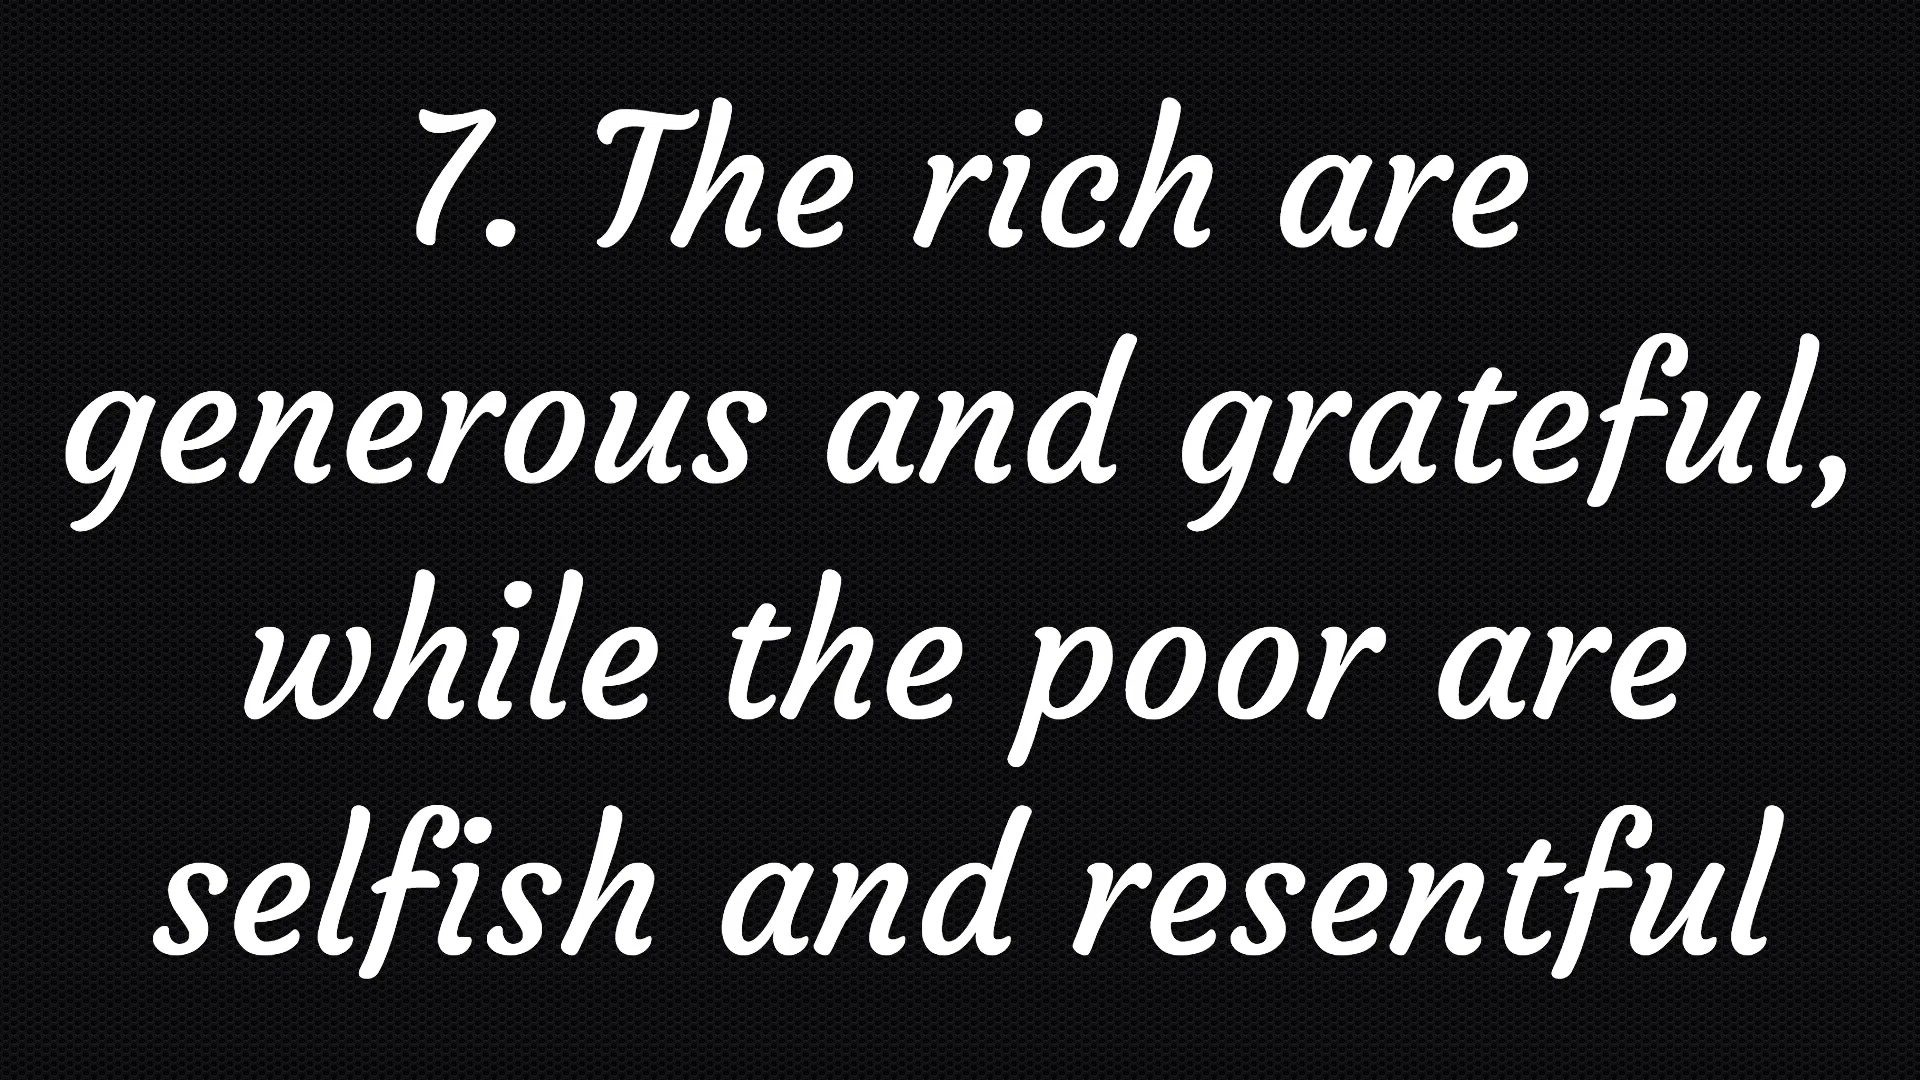 7. The rich are
generous and grateful,
while the poor are
selfish and resentful